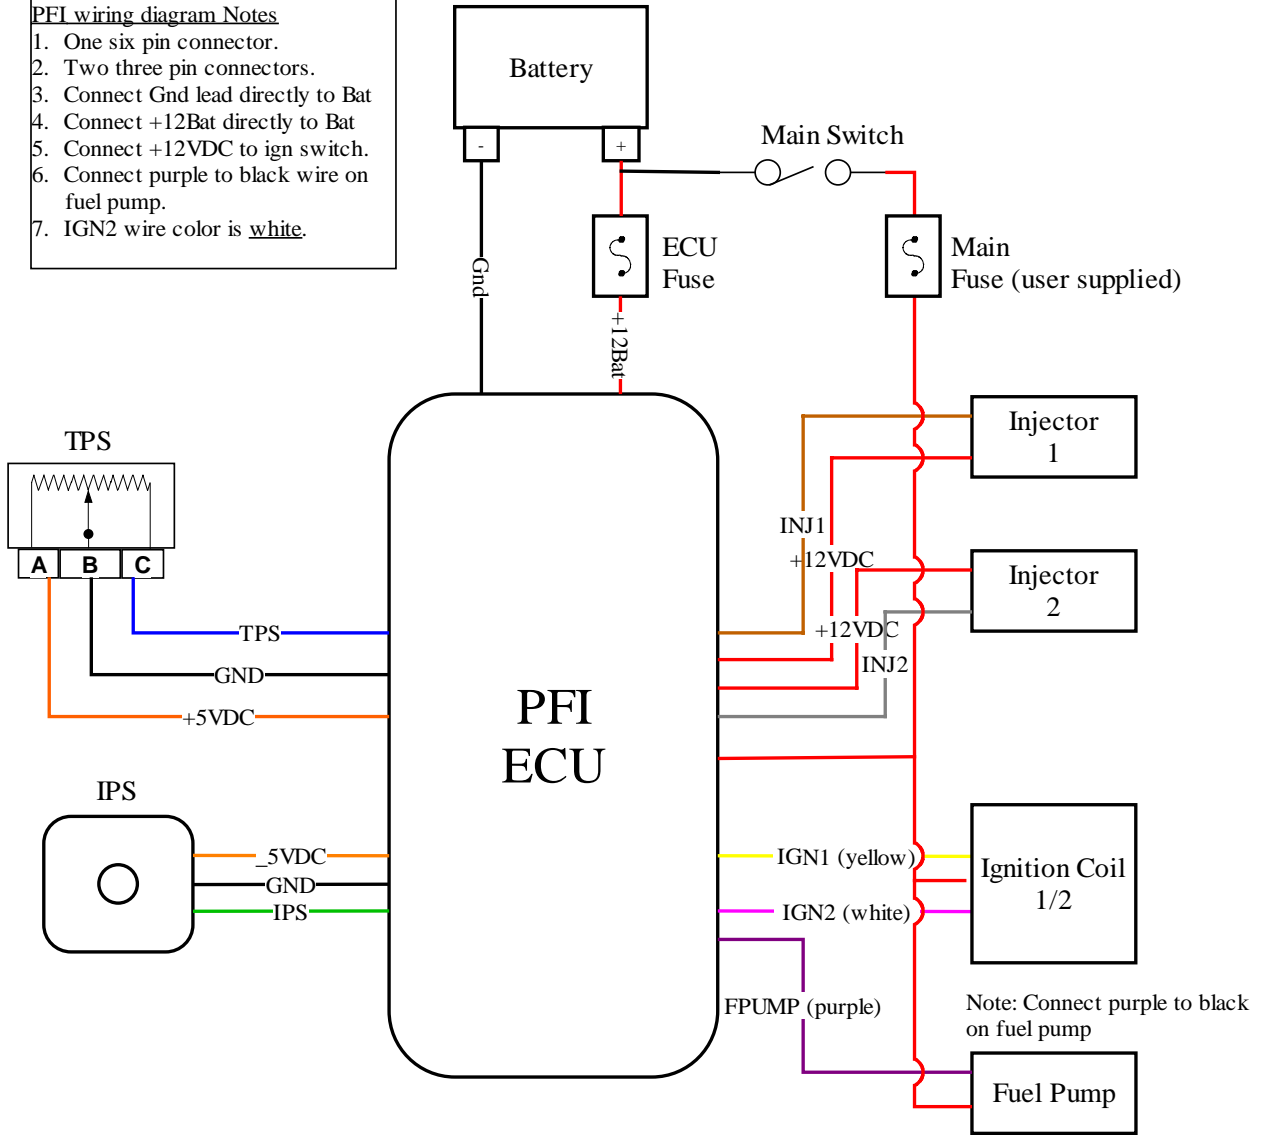 PFI wiring diagram Notes
1. One six pin connector.
2. Two three pin connectors.
3. Connect Gnd lead directly to Bat
4. Connect +12Bat directly to Bat
5. Connect +12VDC to ign switch.
6. Connect purple to black wire on
fuel pump.
7. IGN2 wire color is white.
Battery
-
+
Main Switch
ECU
Fuse
Main
Fuse (user supplied)
Gnd
+12Bat
TPS
A B C
TPS
GND
+5VDC
IPS
_5VDC
GND
IPS
PFI
ECU
Injector
1
INJ1
+12VDC
Injector
2
+12VDC
INJ2
IGN1 (yellow)
IGN2 (white)
Ignition Coil
1/2
FPUMP (purple)
Note: Connect purple to black
on fuel pump
Fuel Pump